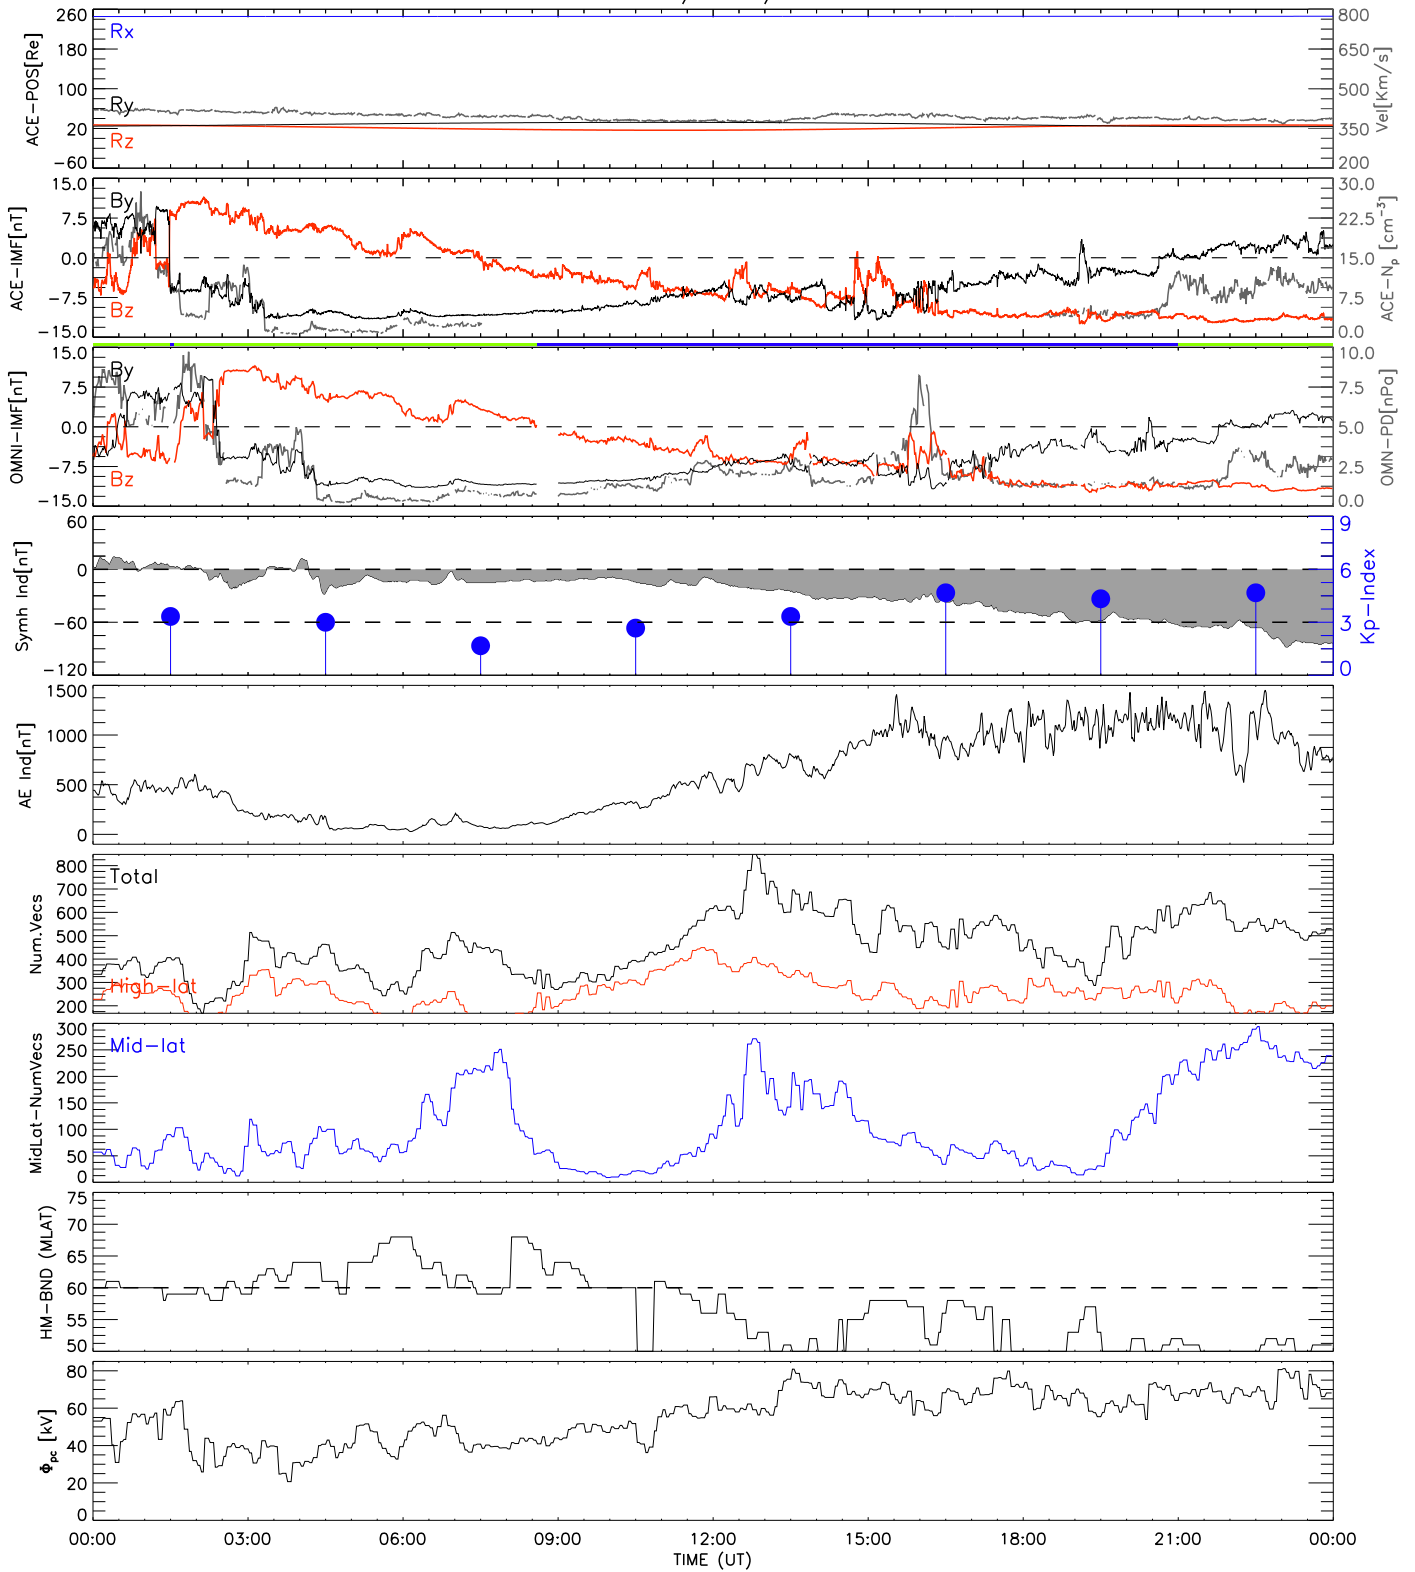 260
180
100
20
−60
ACE−POS[Re]
Rx
Ry
Rz
800
650
500
350
200
Vel[Km/s]
15.0
7.5
0.0
−7.5
−15.0
ACE−IMF[nT]
By
Bz
30.0
22.5
15.0
7.5
0.0
ACE−Np [cm−3]
15.0
7.5
0.0
−7.5
−15.0
OMNI−IMF[nT]
By
Bz
10.0
7.5
5.0
2.5
0.0
OMN−PD[nPa]
60
0
−60
−120
Symh Ind[nT]
9
6
3
0
Kp−Index
1500
1000
500
0
AE Ind[nT]
800
700
600
500
400
300
200
Num.Vecs
Total
High−lat
300
250
200
150
100
50
0
MidLat−NumVecs
Mid−lat
75
70
65
60
55
50
HM−BND (MLAT)
80
60
40
20
0
Φpc [kV]
00:00 03:00 06:00 09:00 12:00 15:00 18:00 21:00 00:00
TIME (UT)